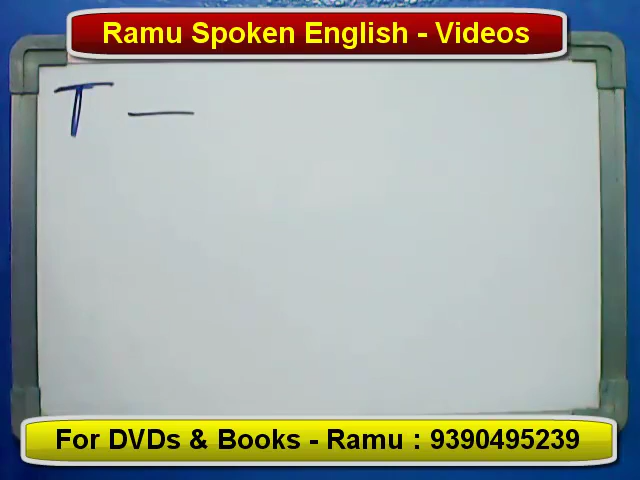 Ramu Spoken English - Videos
T —
For DVDs & Books - Ramu : 9390495239